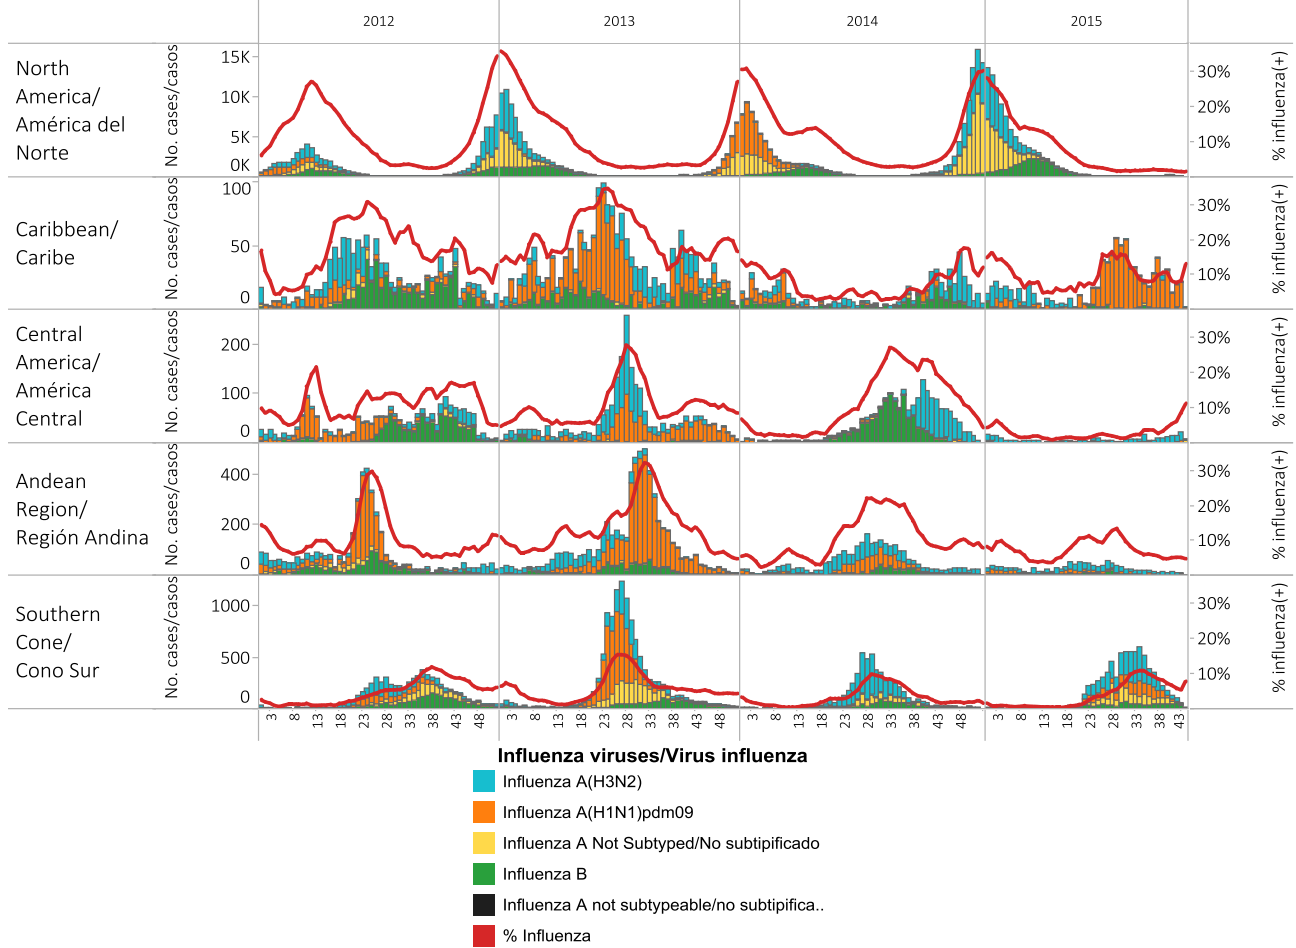 2012 2013 2014 2015
North
America/
América del
Norte
No. cases/casos
15K
10K
5K
0K
30%
20%
10%
% influenza(+)
Caribbean/
Caribe
No. cases/casos
100
50
0
30%
20%
10%
% influenza(+)
Central
America/
América
Central
No. cases/casos
200
100
0
30%
20%
10%
% influenza(+)
Andean
Region/
Región Andina
No. cases/casos
400
200
0
30%
20%
10%
% influenza(+)
Southern
Cone/
Cono Sur
No. cases/casos
1000
500
0
30%
20%
10%
% influenza(+)
3 8 13 18 23 28 33 38 43 48 3 8 13 18 23 28 33 38 43 48 3 8 13 18 23 28 33 38 43 48 3 8 13 18 23 28 33 38 43
Influenza viruses/Virus influenza
Influenza A(H3N2)
Influenza A(H1N1)pdm09
Influenza A Not Subtyped/No subtipificado
Influenza B
Influenza A not subtypeable/no subtipifica..
% Influenza